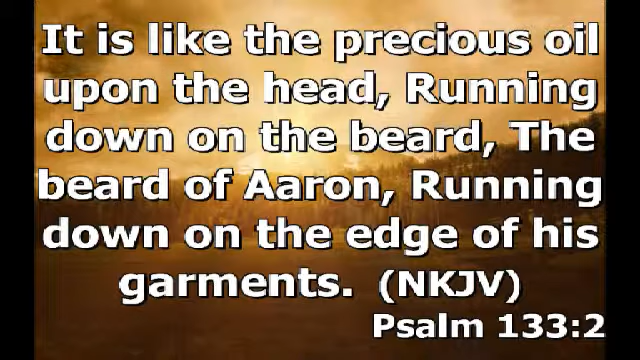 It is like the precious oil
upon the head, Running
down on the beard, The
beard of Aaron, Running
down on the edge of his
garments. (NKJV)
Psalm 133:2